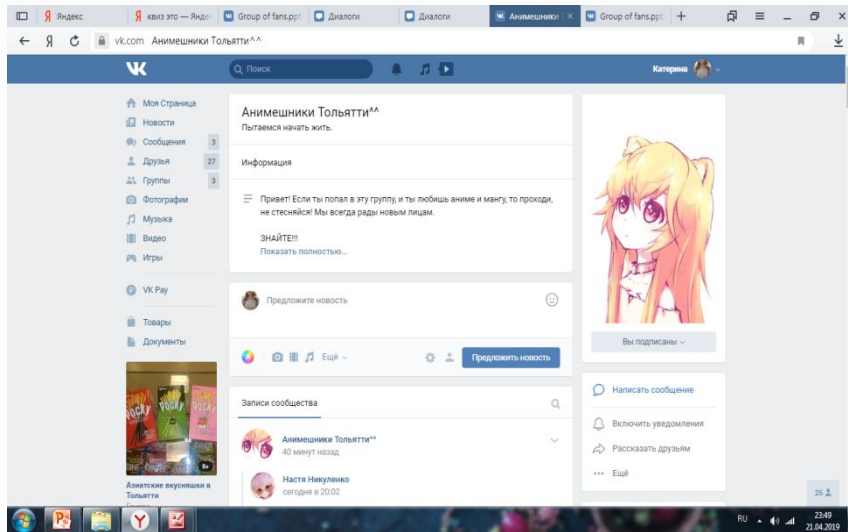 Яндекс
квиз это — Яндек
Group of fans.ppt
Диалоги
Диалоги
Анимешники Т
Group of fans.ppt
vk.com Анимешники Тольятти^^
Поиск
Катерина
Моя Страница
Новости
Сообщения 3
Друзья 27
Группы 3
Фотографии
Музыка
Видео
Игры
VK Pay
Товары
Документы
POCKY POCKY POCKY
6+
Азиатские вкусняшки в
Тольятти
Анимешники Тольятти^^
Пытаемся начать жить.
Информация
Привет! Если ты попал в эту группу, и ты любишь аниме и мангу, то проходи,
не стесняйся! Мы всегда рады новым лицам.
ЗНАЙТЕ!!!
Показать полностью...
Предложите новость
Ещё
Предложить новость
Записи сообщества
Анимешники Тольятти^^
40 минут назад
Настя Никуленко
сегодня в 20:02
Вы подписаны
Написать сообщение
Включить уведомления
Рассказать друзьям
Ещё
25
RU
23:49
21.04.2019